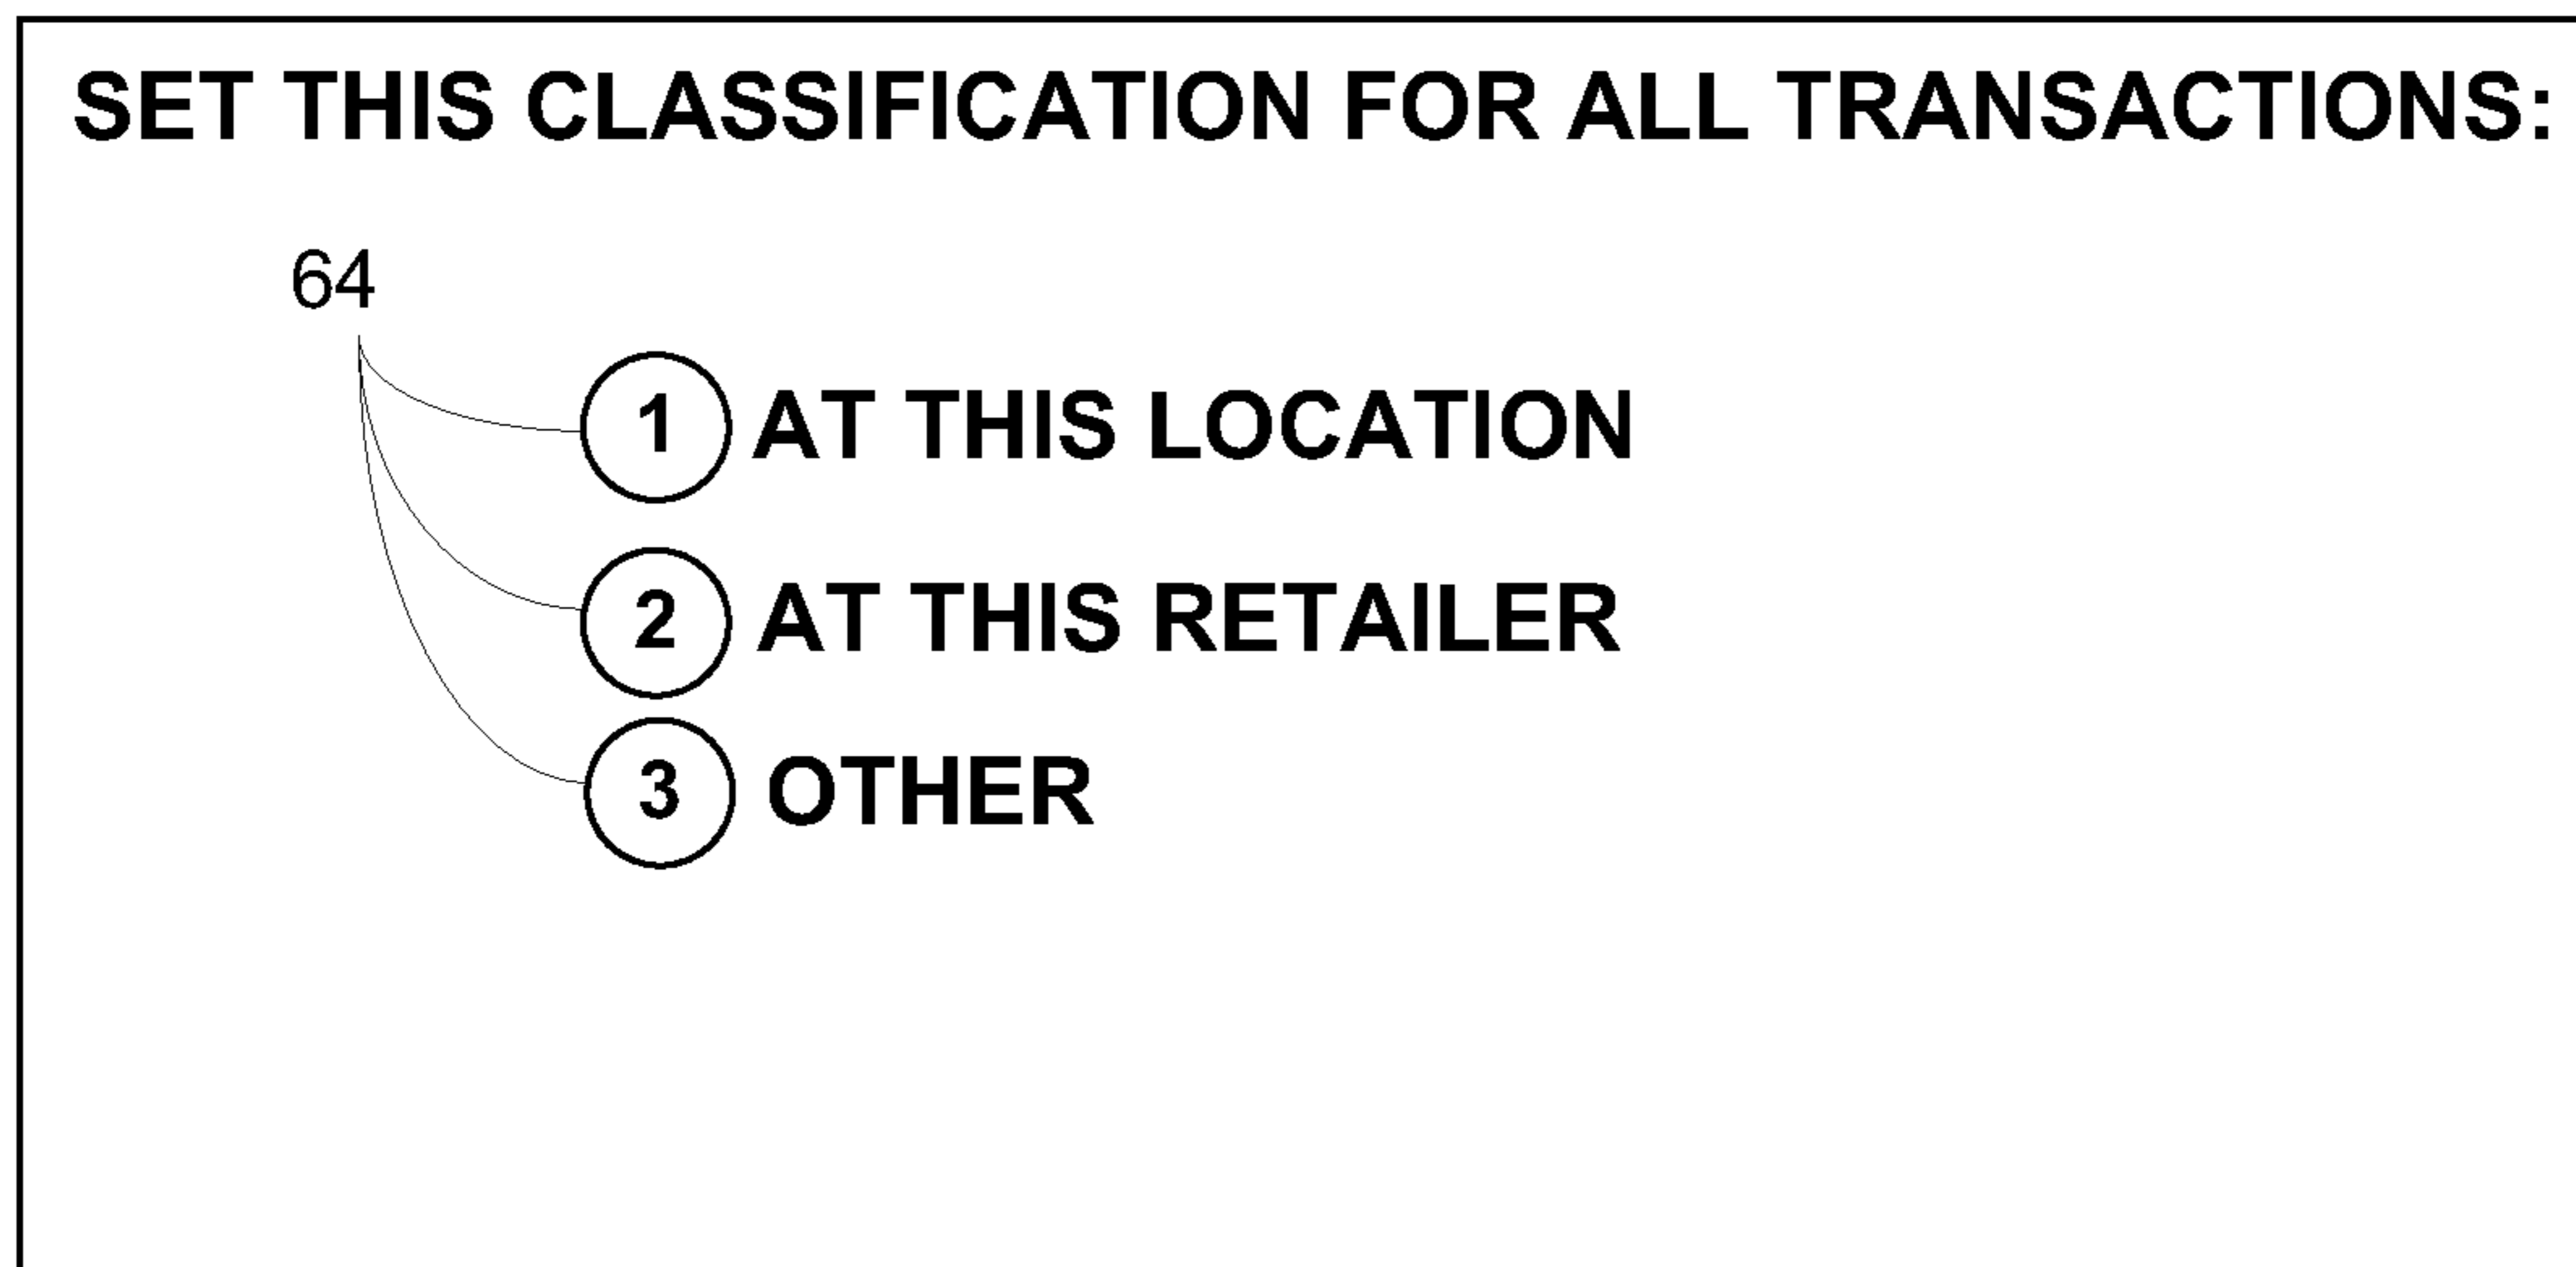 SET THIS CLASSIFICATION FOR ALL TRANSACTIONS:
64
1 AT THIS LOCATION
2 AT THIS RETAILER
3 OTHER